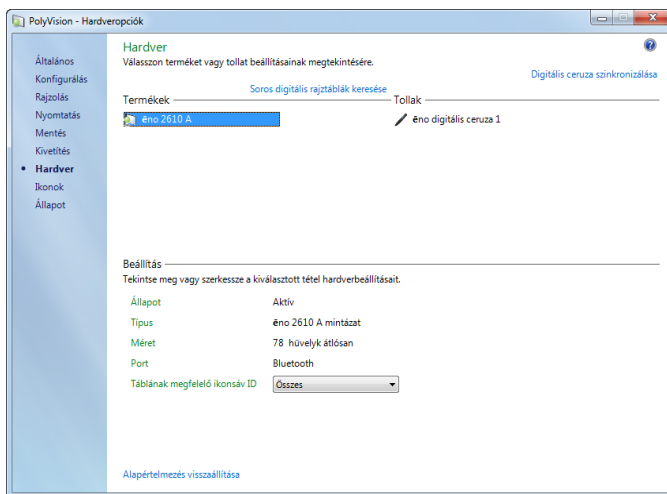 PolyVision - Hardveropciók
Általános
Konfigurálás
Rajzolás
Nyomtatás
Mentés
Kivetítés
Hardver
Ikonok
Állapot
Hardver
Válasszon terméket vagy tollat beállításainak megtekintésére.
Digitális ceruza szinkronizálása
Soros digitális rajztáblák keresése
Termékek
Tollak
ēno 2610 A
ēno digitális ceruza 1
Beállítás
Tekintse meg vagy szerkessze a kiválasztott tétel hardverbeállításait.
Állapot Aktív
Típus ēno 2610 A mintázat
Méret 78 hüvelyk átlósan
Port Bluetooth
Táblának megfelelő ikonsáv ID Összes
Alapértelmezés visszaállítása